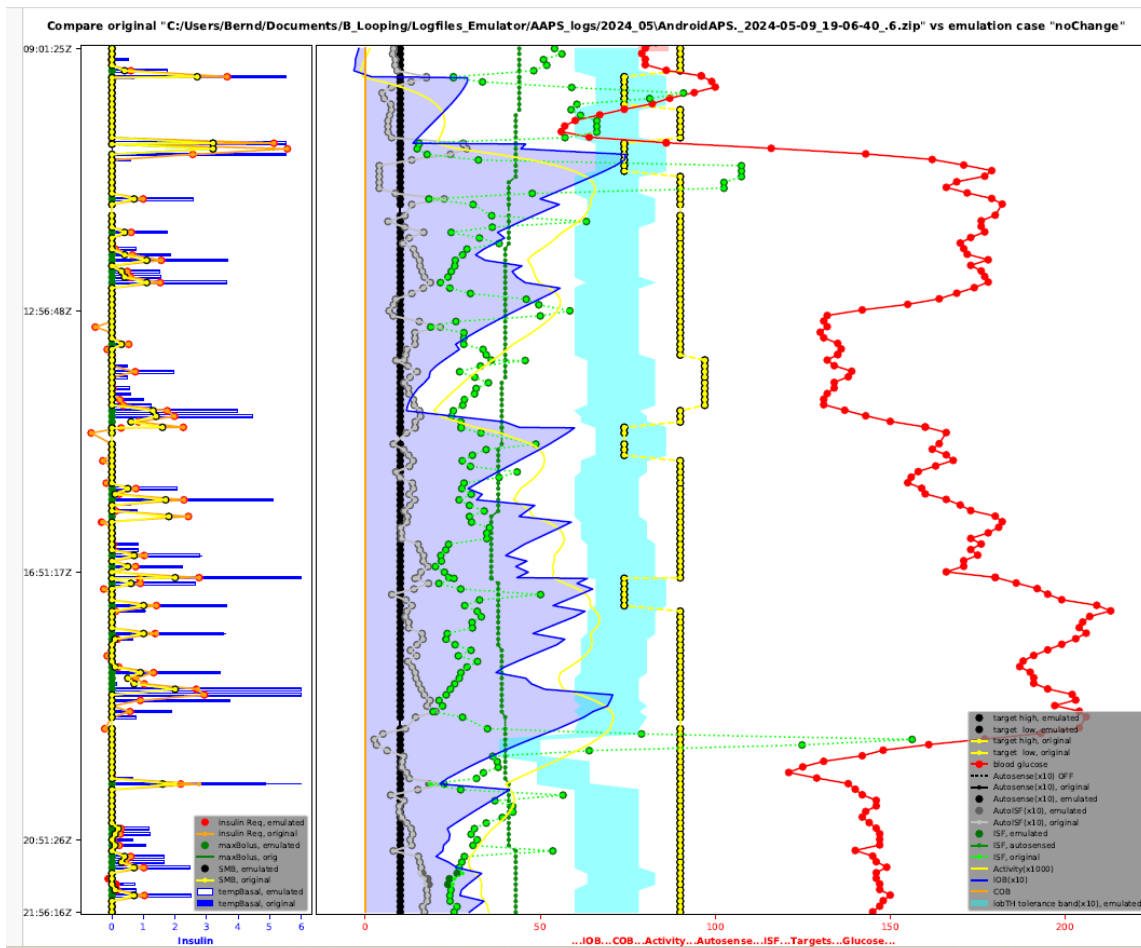 Compare original "C:/Users/Bernd/Documents/B_Looping/Logfiles_Emulator/AAPS_logs/2024_05\AndroidAPS._2024-05-09_19-06-40_.6.zip" vs emulation case "noChange"
09:01:25Z
12:56:48Z
16:51:17Z
20:51:26Z
21:56:16Z
insulin Req, emulated
insulin Req, original
maxBolus, emulated
maxBolus, orig
SMB, emulated
SMB, original
tempBasal, emulated
tempBasal, original
target high, emulated
target low, emulated
target high, original
target low, original
blood glucose
Autosense(x10) OFF
Autosense(x10), original
Autosense(x10), emulated
AutoISF(x10), emulated
AutoISF(x10), original
ISF, emulated
ISF, autosensed
ISF, original
Activity(x1000)
IOB(x10)
COB
iobTH tolerance band(x10), emulated
0 1 2 3 4 5 6
Insulin
0 50 100 150 200
...IOB...COB...Activity...Autosense...ISF...Targets...Glucose...